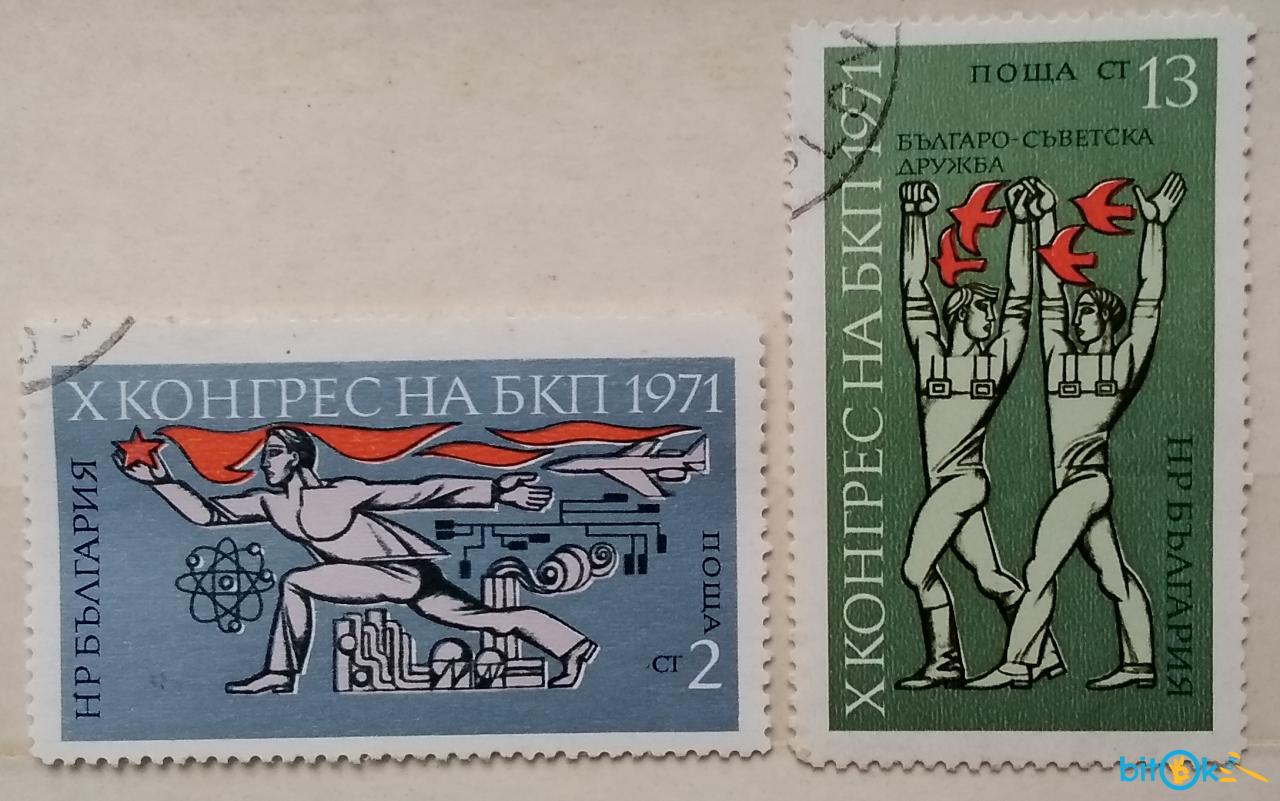 X КОНГРЕС НА БКП 1971
НР БЪЛГАРИЯ
ПОЩА
СТ 2
ПОЩА СТ 13
БЪЛГАРО-СЪВЕТСКА
ДРУЖБА
X КОНГРЕС НА БКП 1971
НР БЪЛГАРИЯ